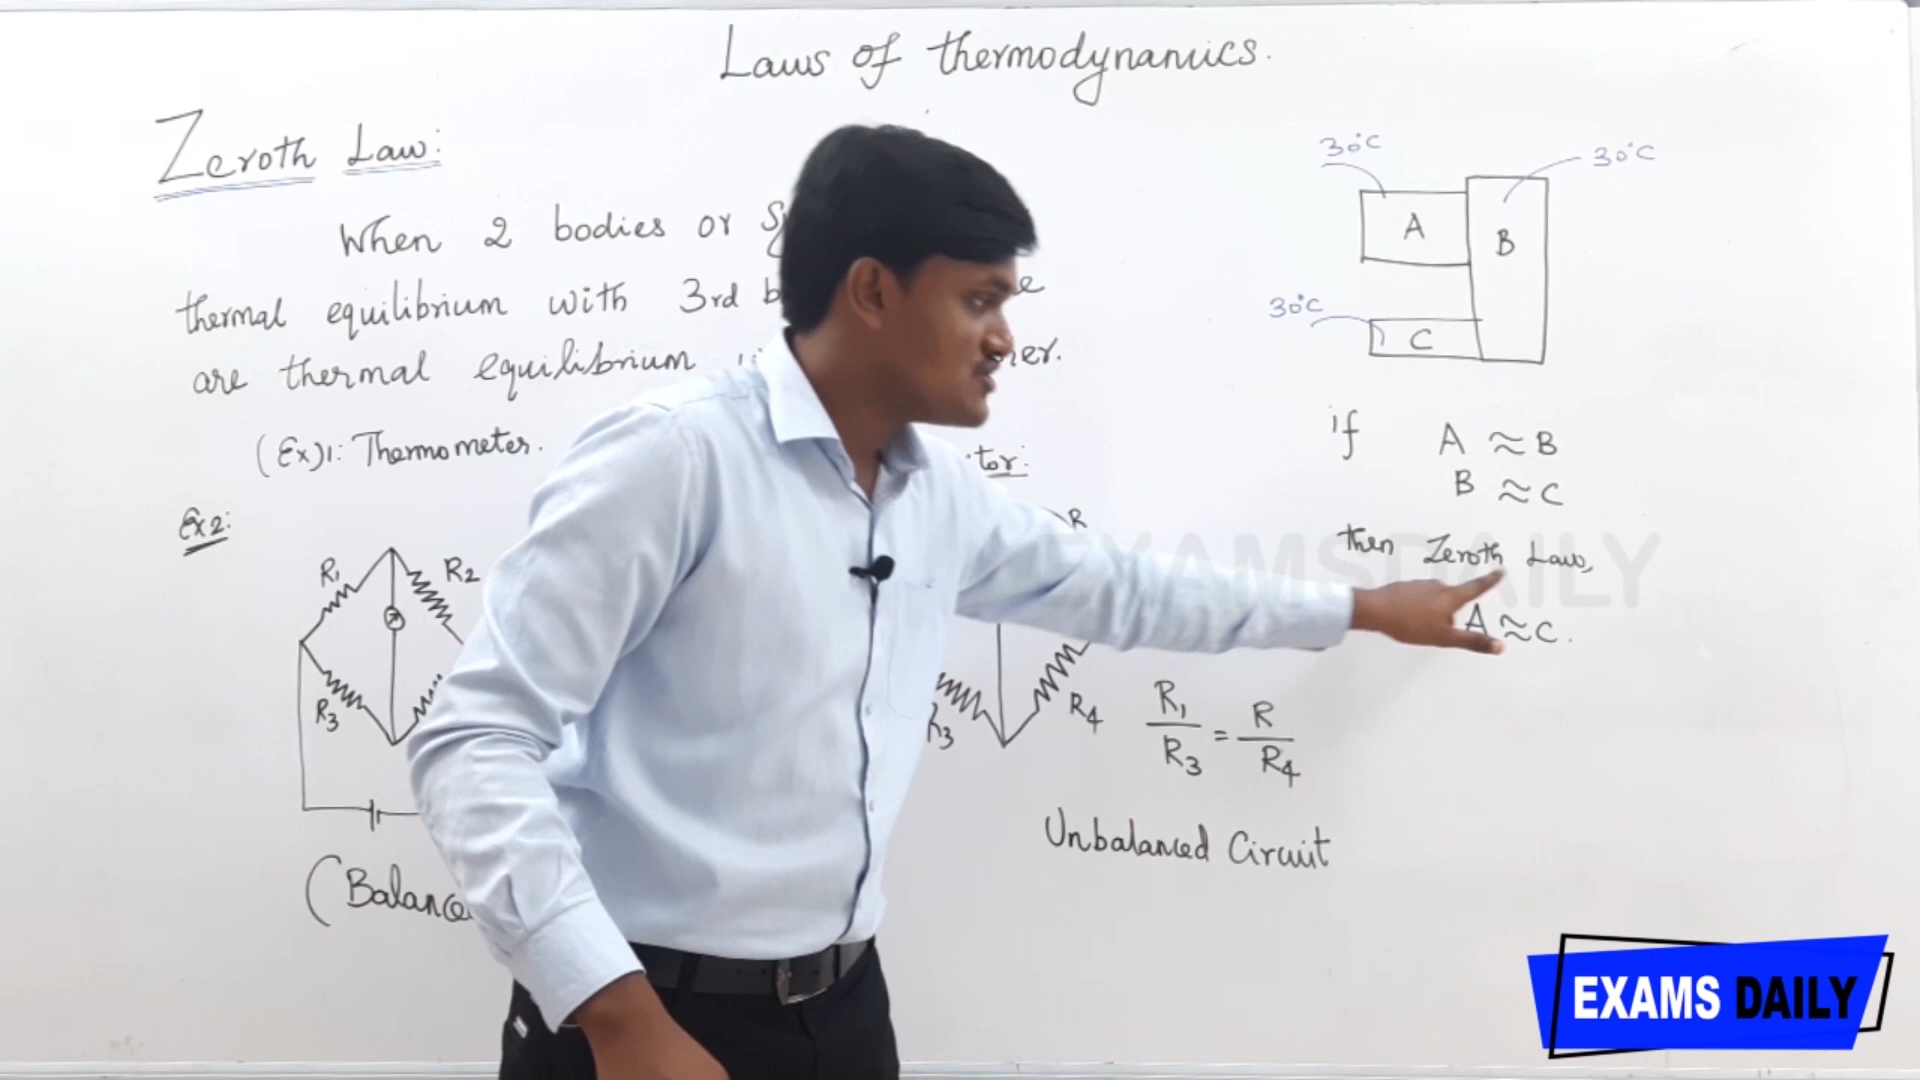 Laws of thermodynamics.
Zeroth Law:
When 2 bodies or
thermal equilibrium with 3rd
are thermal equilibrium
(Ex)1: Thermometer.
Ex2:
R1
R2
R3
R
R4
R1/R3 = R/R4
Unbalanced Circuit
30°C
30°C
A
B
30°C
C
if A ≈ B
B ≈ C
then Zeroth Law,
A ≈ C.
EXAMSDAILY
EXAMS DAILY